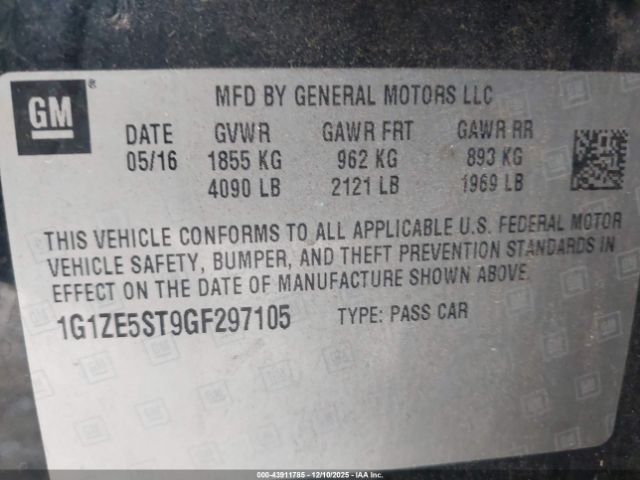 GM ®
MFD BY GENERAL MOTORS LLC
DATE GVWR GAWR FRT GAWR RR
05/16 1855 KG 962 KG 893 KG
4090 LB 2121 LB 1969 LB
THIS VEHICLE CONFORMS TO ALL APPLICABLE U.S. FEDERAL MOTOR
VEHICLE SAFETY, BUMPER, AND THEFT PREVENTION STANDARDS IN
EFFECT ON THE DATE OF MANUFACTURE SHOWN ABOVE.
1G1ZE5ST9GF297105 TYPE: PASS CAR
000-43911785 - 12/10/2025 - IAA Inc.